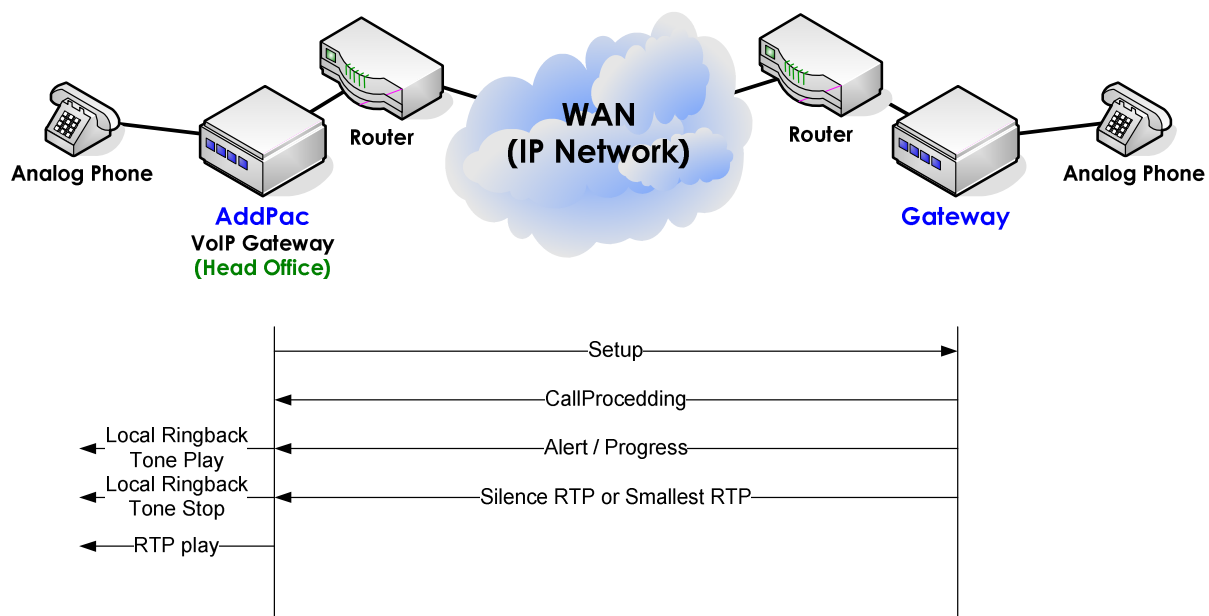 WAN
(IP Network)
Router
Router
Analog Phone
Analog Phone
AddPac
VoIP Gateway
(Head Office)
Gateway
Setup
CallProcedding
Local Ringback
Tone Play
Alert / Progress
Local Ringback
Tone Stop
Silence RTP or Smallest RTP
RTP play